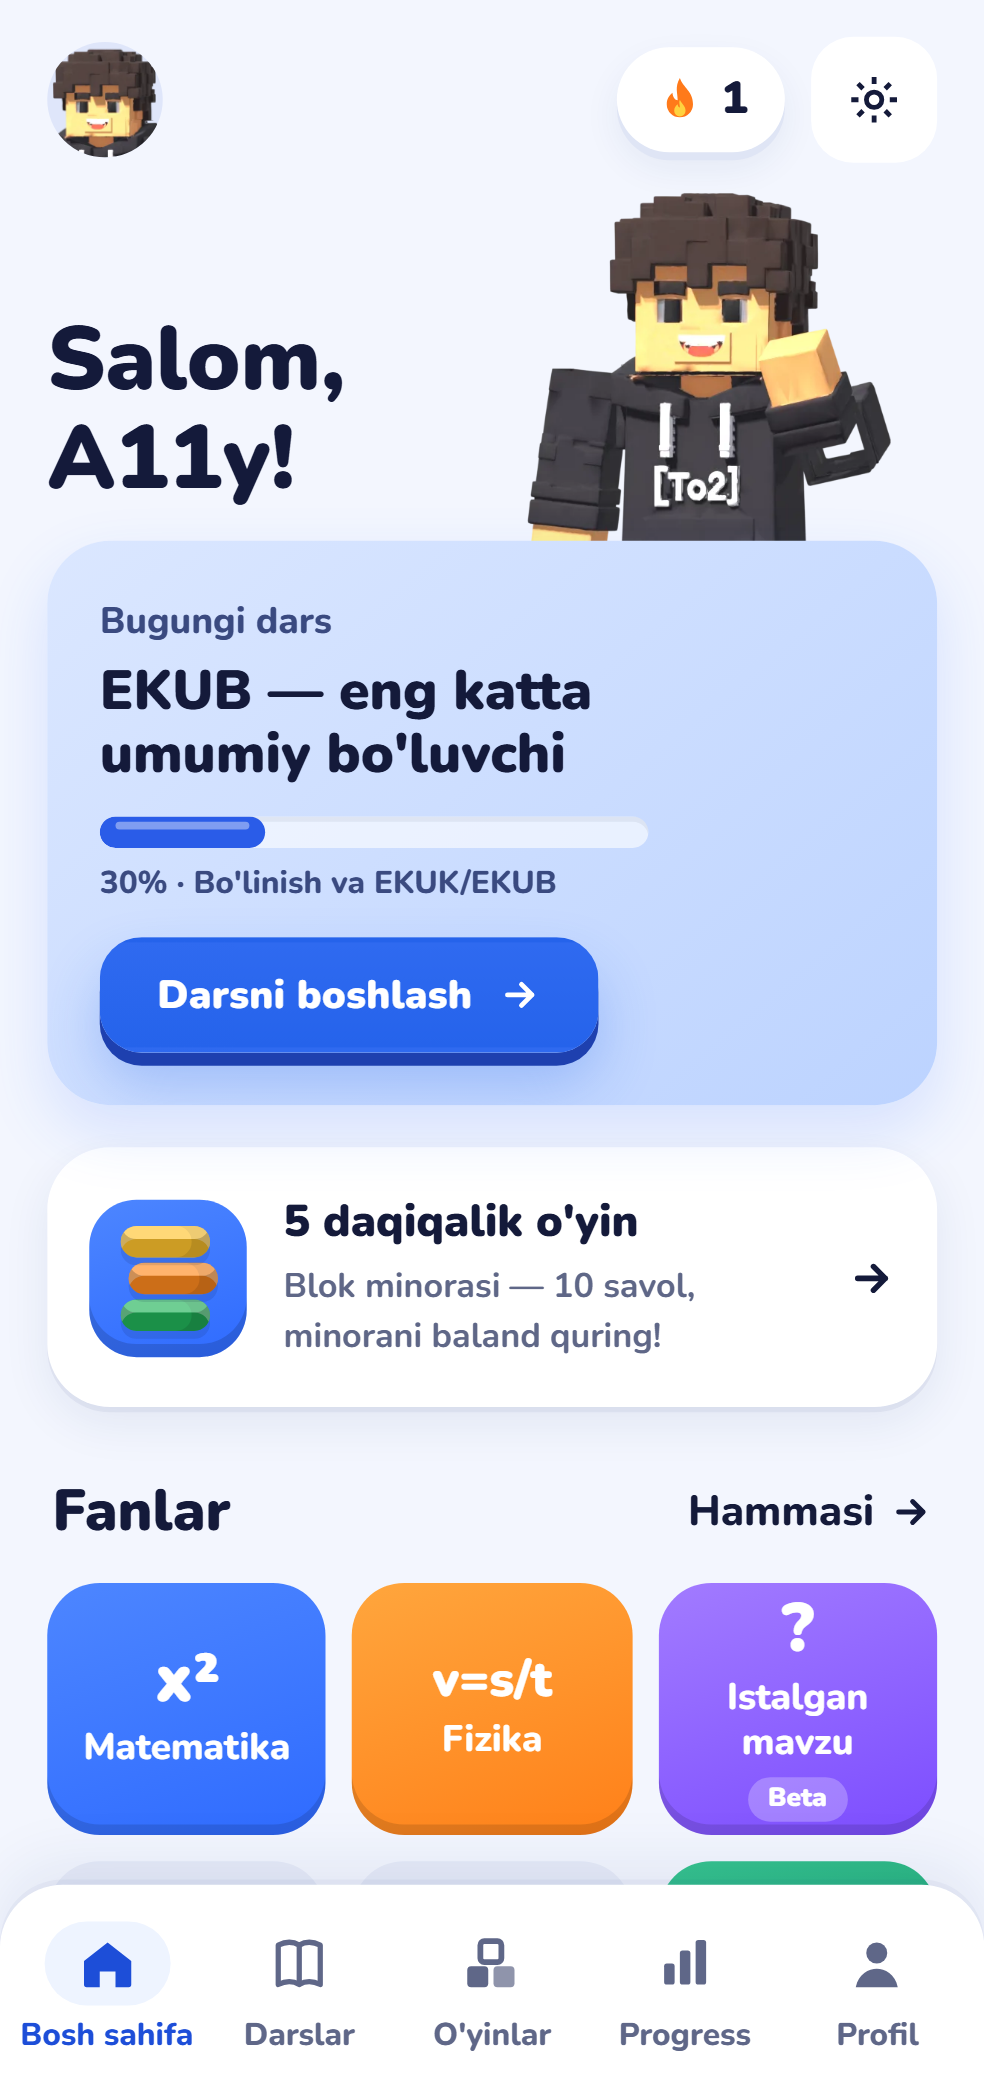 1
Salom,
A11y!
[To2]
Bugungi dars
EKUB — eng katta
umumiy bo'luvchi
30% · Bo'linish va EKUK/EKUB
Darsni boshlash →
5 daqiqalik o'yin
Blok minorasi — 10 savol,
minorani baland quring!
→
Fanlar
Hammasi →
x²
Matematika
v=s/t
Fizika
?
Istalgan
mavzu
Beta
Bosh sahifa
Darslar
O'yinlar
Progress
Profil